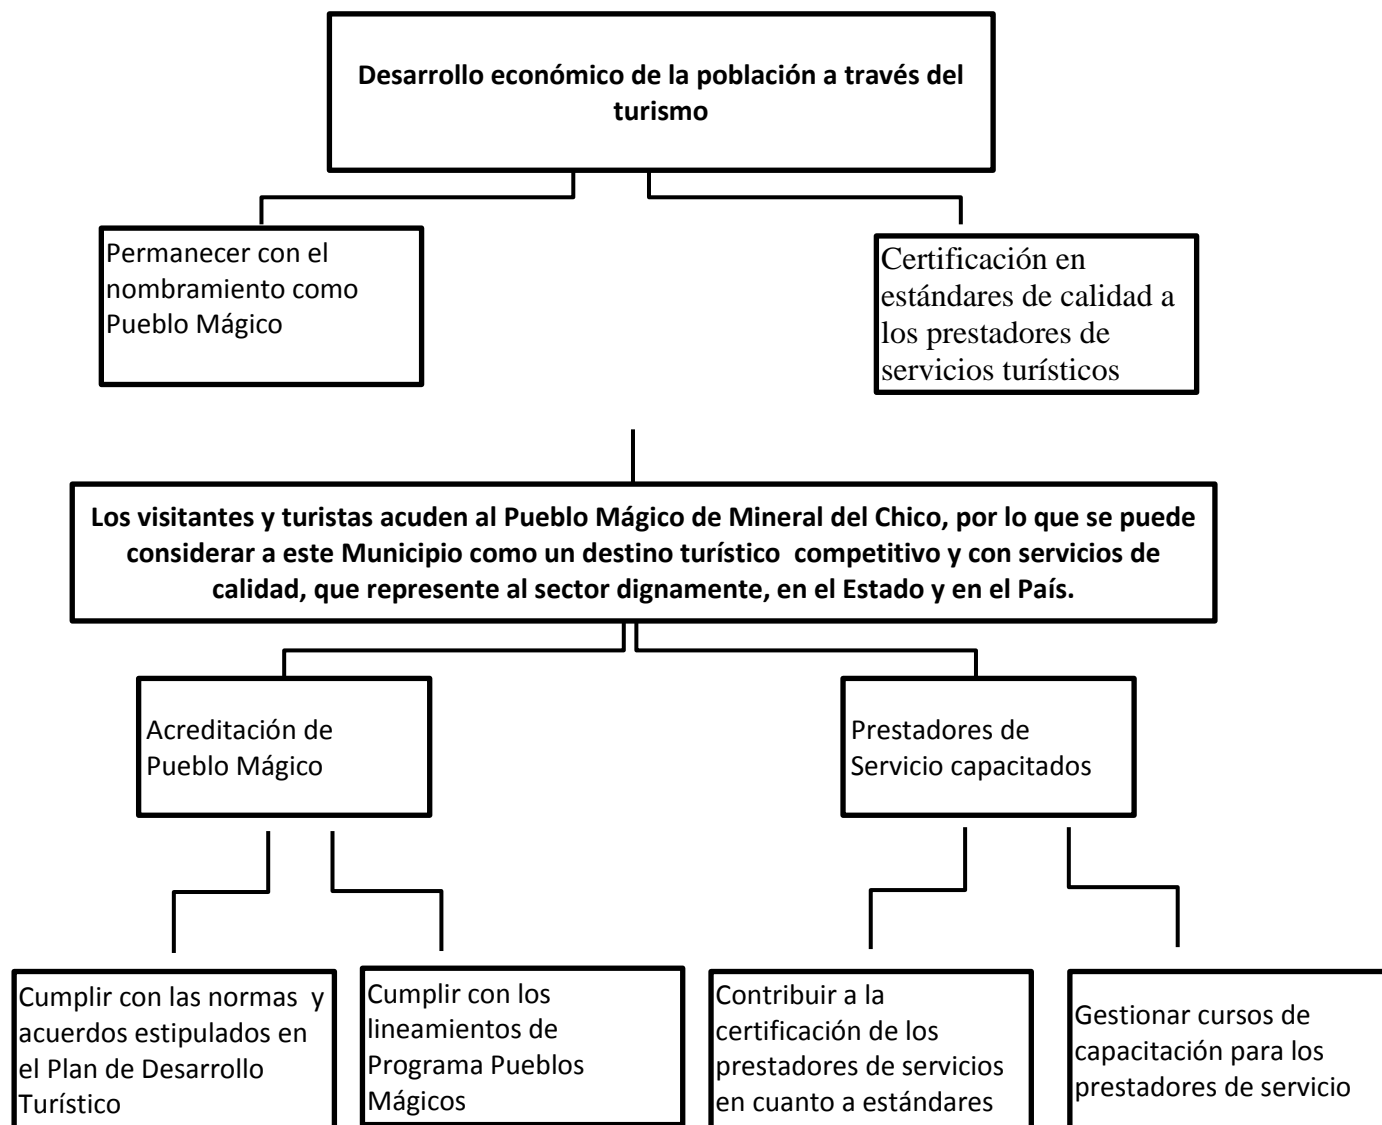 Desarrollo económico de la población a través del
turismo
Permanecer con el
nombramiento como
Pueblo Mágico
Certificación en
estándares de calidad a
los prestadores de
servicios turísticos
Los visitantes y turistas acuden al Pueblo Mágico de Mineral del Chico, por lo que se puede
considerar a este Municipio como un destino turístico  competitivo y con servicios de
calidad, que represente al sector dignamente, en el Estado y en el País.
Acreditación de
Pueblo Mágico
Prestadores de
Servicio capacitados
Cumplir con las normas  y
acuerdos estipulados en
el Plan de Desarrollo
Turístico
Cumplir con los
lineamientos de
Programa Pueblos
Mágicos
Contribuir a la
certificación de los
prestadores de servicios
en cuanto a estándares
Gestionar cursos de
capacitación para los
prestadores de servicio